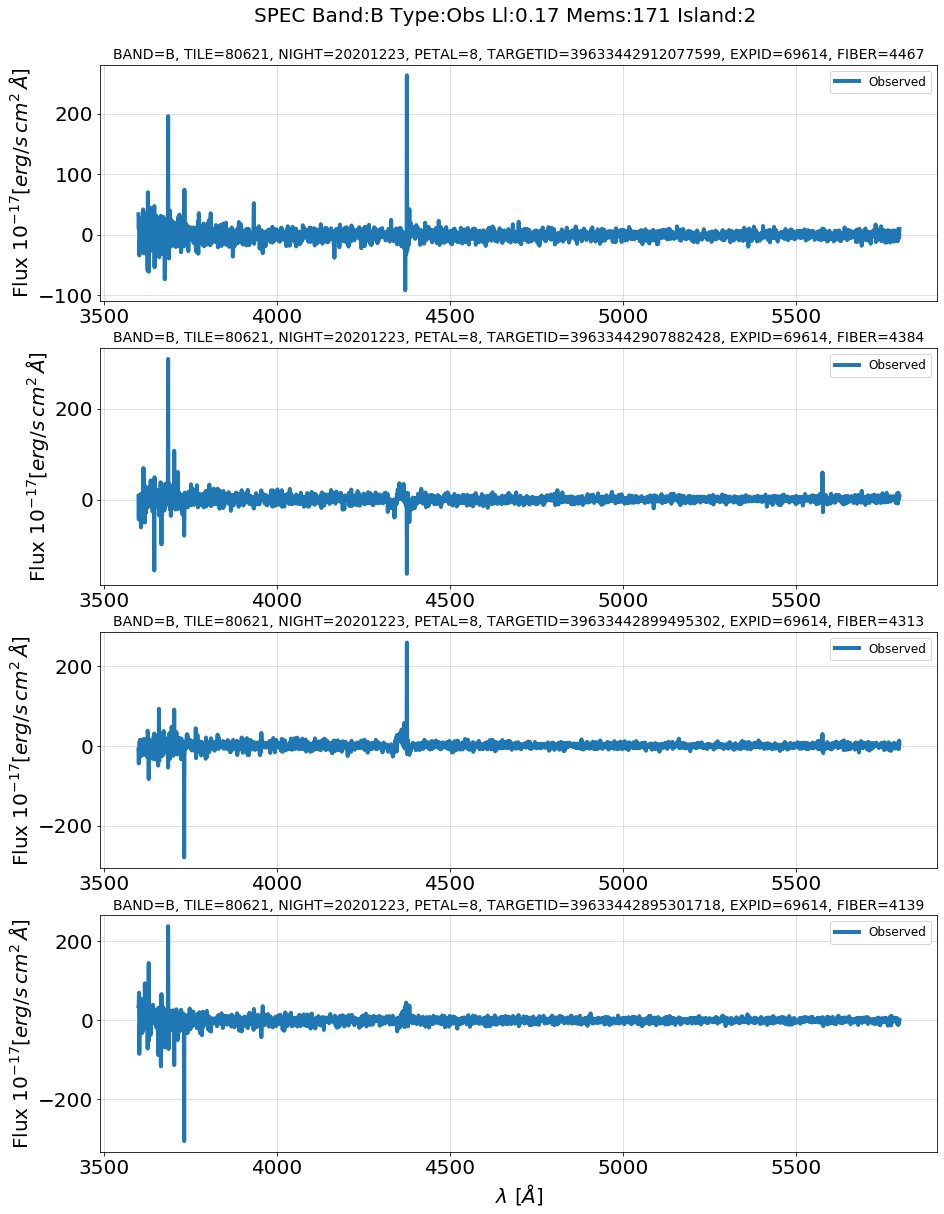 SPEC Band:B Type:Obs Ll:0.17 Mems:171 Island:2
BAND=B, TILE=80621, NIGHT=20201223, PETAL=8, TARGETID=39633442912077599, EXPID=69614, FIBER=4467
Flux 10^{-17}[erg/s cm^2 Å]
200
100
0
−100
Observed
3500 4000 4500 5000 5500
BAND=B, TILE=80621, NIGHT=20201223, PETAL=8, TARGETID=39633442907882428, EXPID=69614, FIBER=4384
Flux 10^{-17}[erg/s cm^2 Å]
200
0
Observed
3500 4000 4500 5000 5500
BAND=B, TILE=80621, NIGHT=20201223, PETAL=8, TARGETID=39633442899495302, EXPID=69614, FIBER=4313
Flux 10^{-17}[erg/s cm^2 Å]
200
0
−200
Observed
3500 4000 4500 5000 5500
BAND=B, TILE=80621, NIGHT=20201223, PETAL=8, TARGETID=39633442895301718, EXPID=69614, FIBER=4139
Flux 10^{-17}[erg/s cm^2 Å]
200
0
−200
Observed
3500 4000 4500 5000 5500
λ [Å]